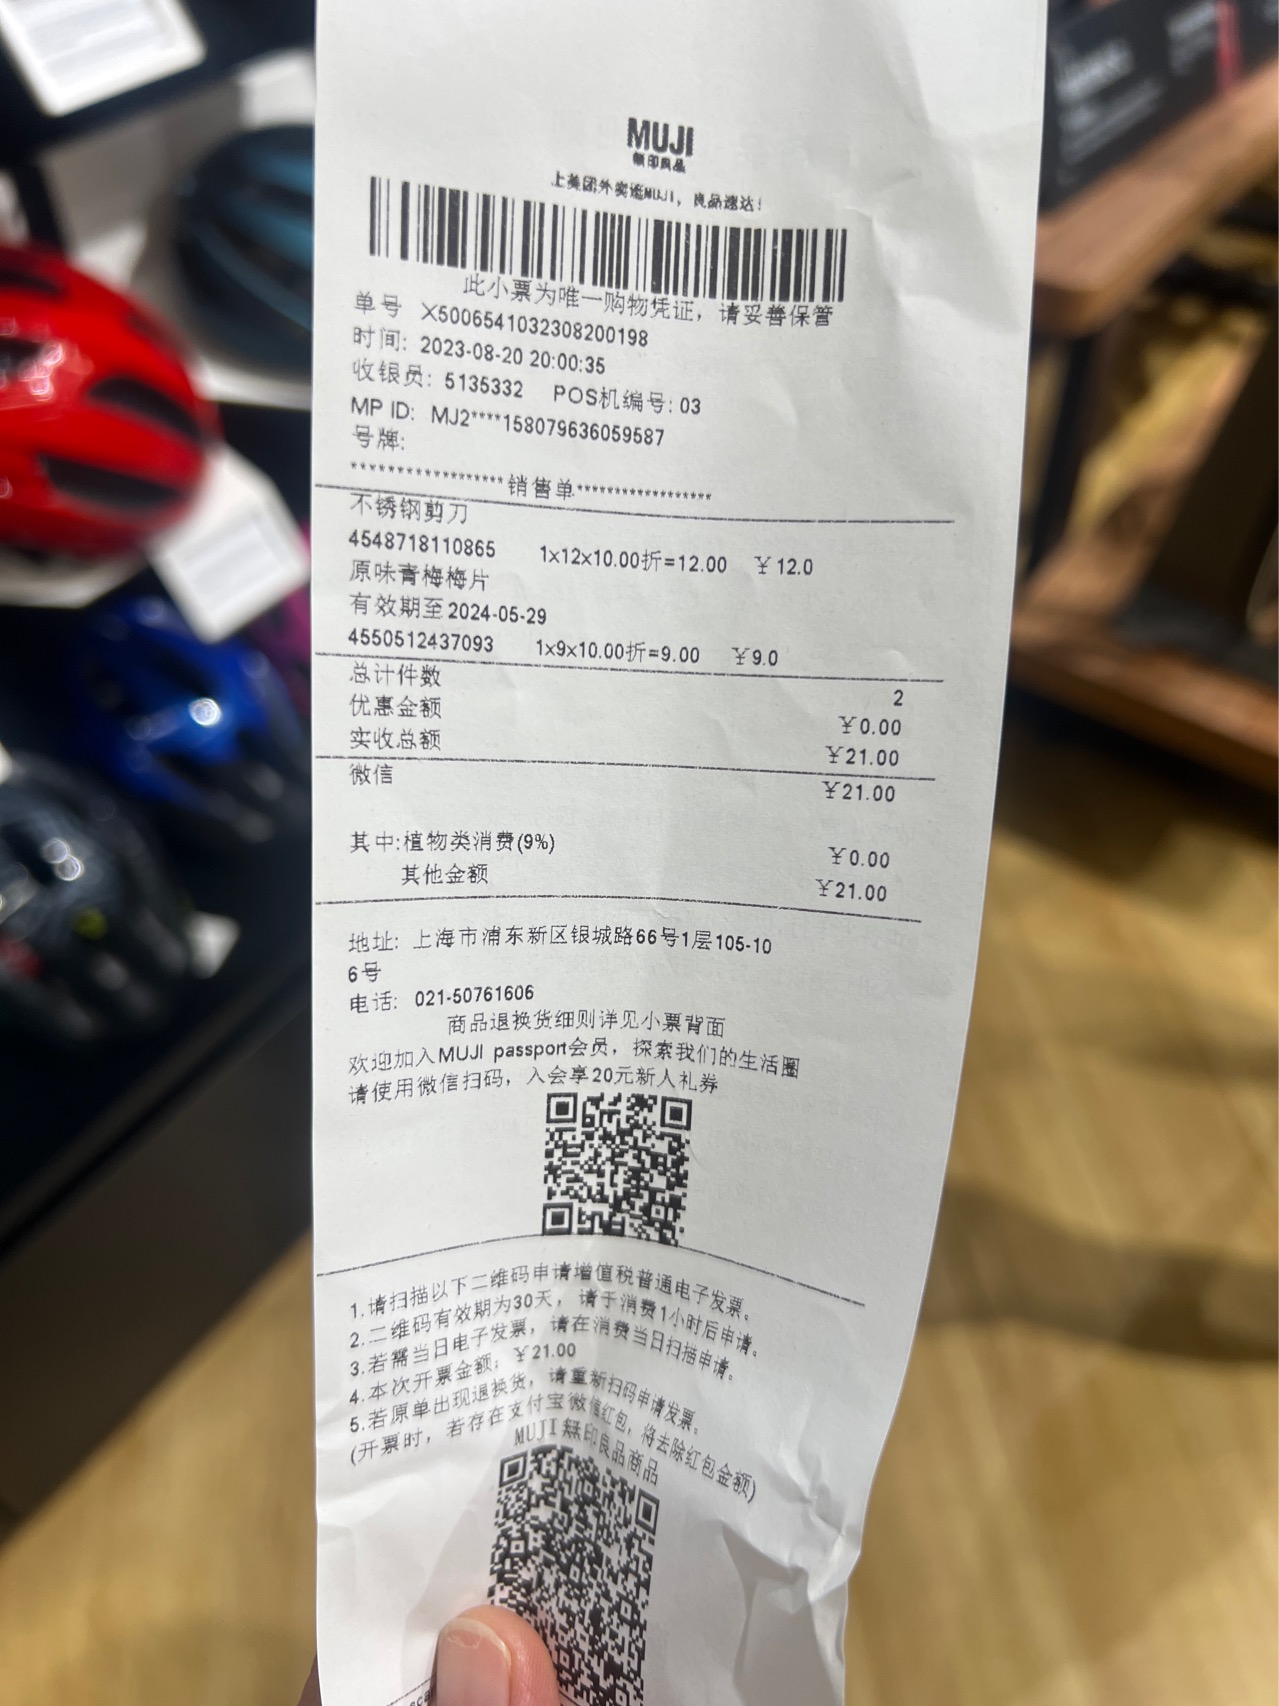 MUJI
無印良品
上美团外卖逛MUJI，良品速达！
此小票为唯一购物凭证，请妥善保管
单号 X5006541032308200198
时间: 2023-08-20 20:00:35
收银员: 5135332 POS机编号: 03
MP ID: MJ2****158079636059587
号牌:
******************销售单******************
不锈钢剪刀
4548718110865 1x12x10.00折=12.00 ￥12.0
原味青梅梅片
有效期至2024-05-29
4550512437093 1x9x10.00折=9.00 ￥9.0
总计件数 2
优惠金额 ￥0.00
实收总额 ￥21.00
微信 ￥21.00
其中:植物类消费(9%) ￥0.00
其他金额 ￥21.00
地址: 上海市浦东新区银城路66号1层105-10
6号
电话: 021-50761606
商品退换货细则详见小票背面
欢迎加入MUJI passport会员，探索我们的生活圈
请使用微信扫码，入会享20元新人礼券
1.请扫描以下二维码申请增值税普通电子发票。
2.二维码有效期为30天，请于消费1小时后申请。
3.若需当日电子发票，请在消费当日扫描申请。
4.本次开票金额: ￥21.00
5.若原单出现退换货，请重新扫码申请发票。
(开票时，若存在支付宝微信红包，将去除红包金额)
MUJI 無印良品商品